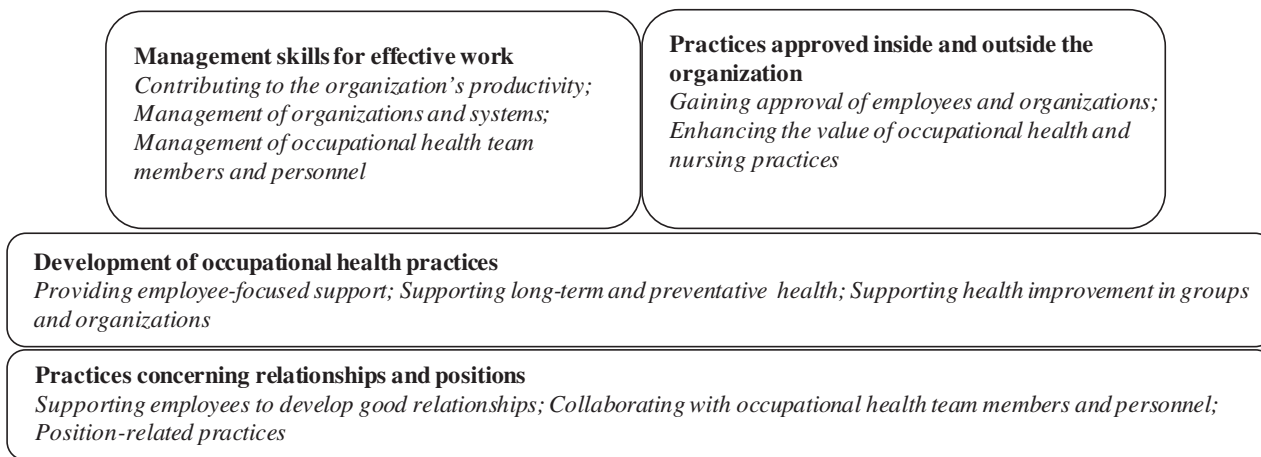 Management skills for effective work
Contributing to the organization's productivity;
Management of organizations and systems;
Management of occupational health team
members and personnel
Practices approved inside and outside the
organization
Gaining approval of employees and organizations;
Enhancing the value of occupational health and
nursing practices
Development of occupational health practices
Providing employee-focused support; Supporting long-term and preventative health; Supporting health improvement in groups
and organizations
Practices concerning relationships and positions
Supporting employees to develop good relationships; Collaborating with occupational health team members and personnel;
Position-related practices